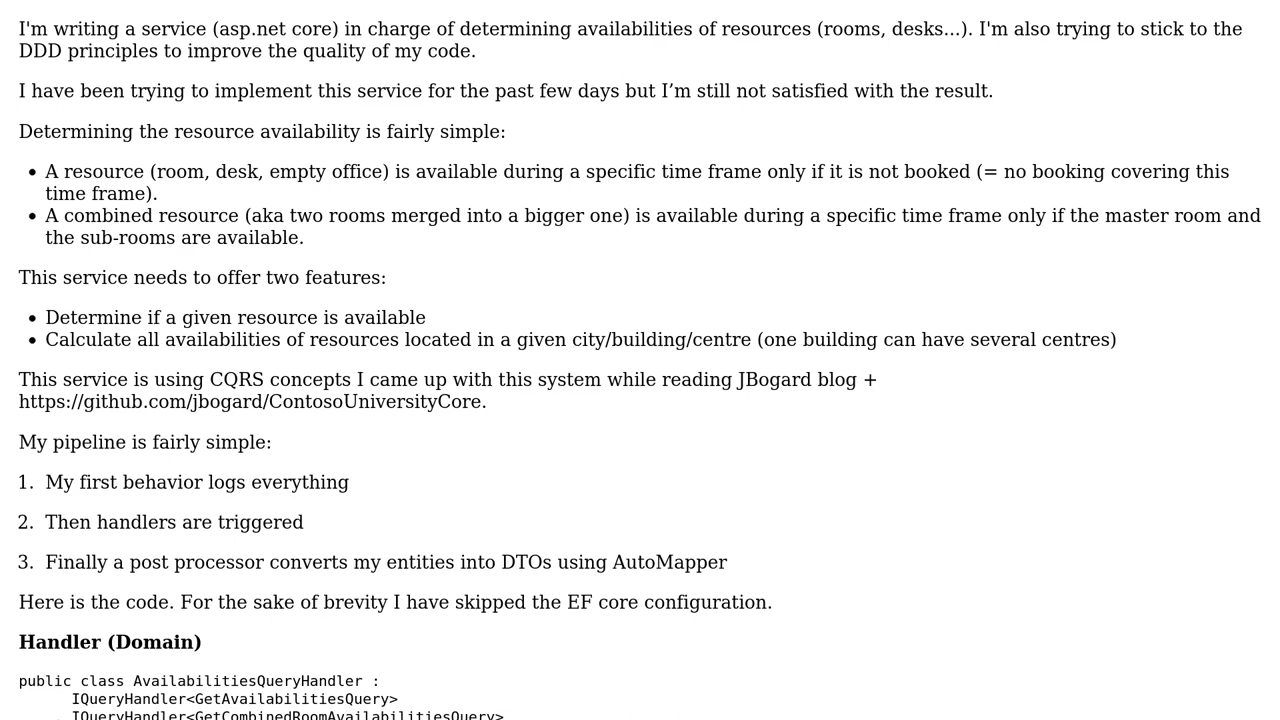 I'm writing a service (asp.net core) in charge of determining availabilities of resources (rooms, desks...). I'm also trying to stick to the
DDD principles to improve the quality of my code.
I have been trying to implement this service for the past few days but I’m still not satisfied with the result.
Determining the resource availability is fairly simple:
• A resource (room, desk, empty office) is available during a specific time frame only if it is not booked (= no booking covering this
time frame).
• A combined resource (aka two rooms merged into a bigger one) is available during a specific time frame only if the master room and
the sub-rooms are available.
This service needs to offer two features:
• Determine if a given resource is available
• Calculate all availabilities of resources located in a given city/building/centre (one building can have several centres)
This service is using CQRS concepts I came up with this system while reading JBogard blog +
https://github.com/jbogard/ContosoUniversityCore.
My pipeline is fairly simple:
1. My first behavior logs everything
2. Then handlers are triggered
3. Finally a post processor converts my entities into DTOs using AutoMapper
Here is the code. For the sake of brevity I have skipped the EF core configuration.
Handler (Domain)
public class AvailabilitiesQueryHandler :
IQueryHandler<GetAvailabilitiesQuery>
, IQueryHandler<GetCombinedRoomAvailabilitiesQuery>